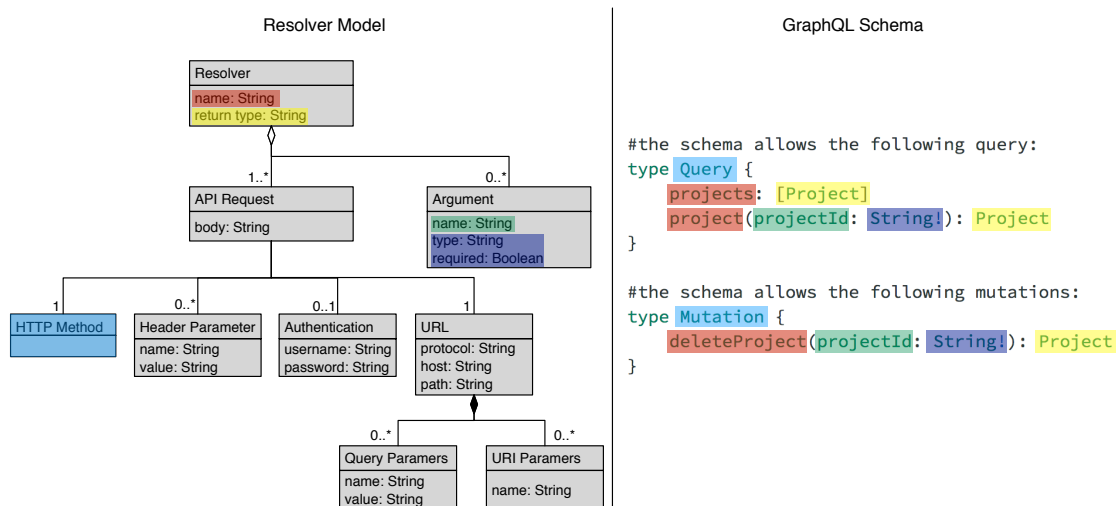 Resolver Model
Resolver
name: String
return type: String
1..*
0..*
API Request
body: String
Argument
name: String
type: String
required: Boolean
1
0..*
0..1
1
HTTP Method
Header Parameter
name: String
value: String
Authentication
username: String
password: String
URL
protocol: String
host: String
path: String
0..*
0..*
Query Paramers
name: String
value: String
URI Paramers
name: String
GraphQL Schema
#the schema allows the following query:
type Query {
projects: [Project]
project(projectId: String!): Project
}
#the schema allows the following mutations:
type Mutation {
deleteProject(projectId: String!): Project
}